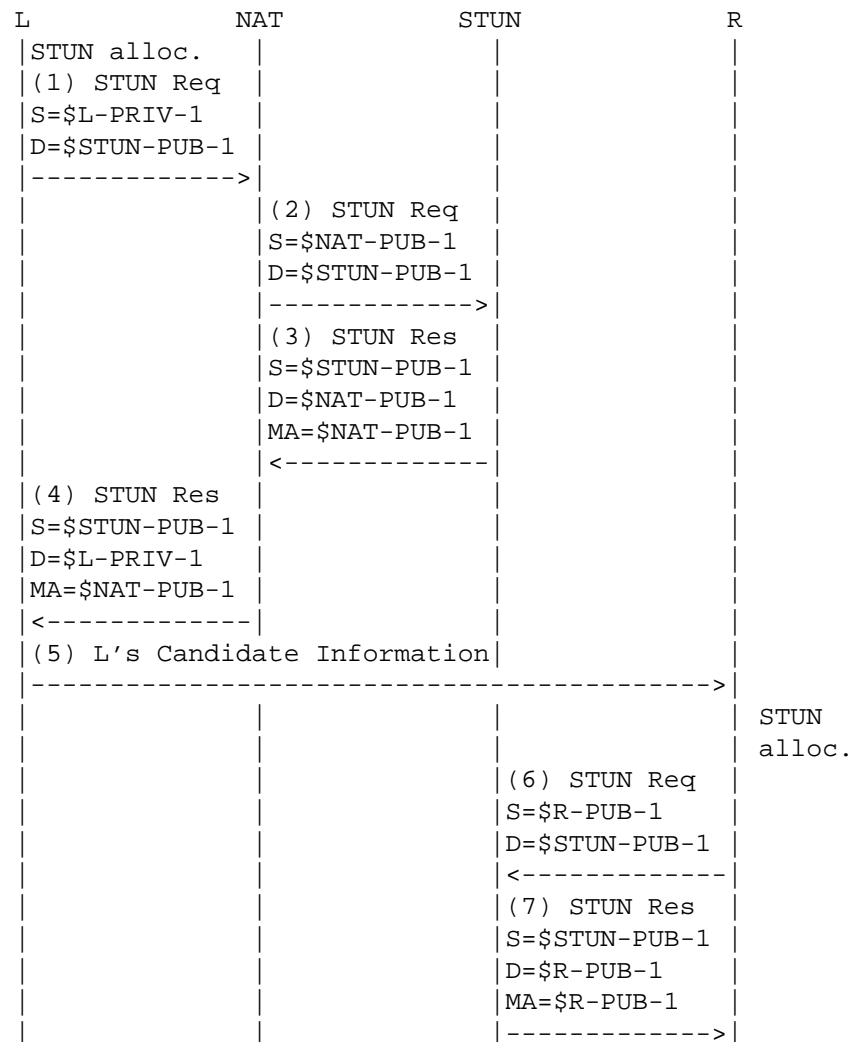 L NAT STUN R
|STUN alloc. | | |
|(1) STUN Req | | |
|S=$L-PRIV-1 | | |
|D=$STUN-PUB-1 | | |
|------------->| | |
| |(2) STUN Req | |
| |S=$NAT-PUB-1 | |
| |D=$STUN-PUB-1 | |
| |------------->| |
| |(3) STUN Res | |
| |S=$STUN-PUB-1 | |
| |D=$NAT-PUB-1 | |
| |MA=$NAT-PUB-1 | |
| |<-------------| |
|(4) STUN Res | | |
|S=$STUN-PUB-1 | | |
|D=$L-PRIV-1 | | |
|MA=$NAT-PUB-1 | | |
|<-------------| | |
|(5) L's Candidate Information| |
|------------------------------------------->|
| | | | STUN
| | | | alloc.
| | |(6) STUN Req |
| | |S=$R-PUB-1 |
| | |D=$STUN-PUB-1 |
| | |<-------------|
| | |(7) STUN Res |
| | |S=$STUN-PUB-1 |
| | |D=$R-PUB-1 |
| | |MA=$R-PUB-1 |
| | |------------->|